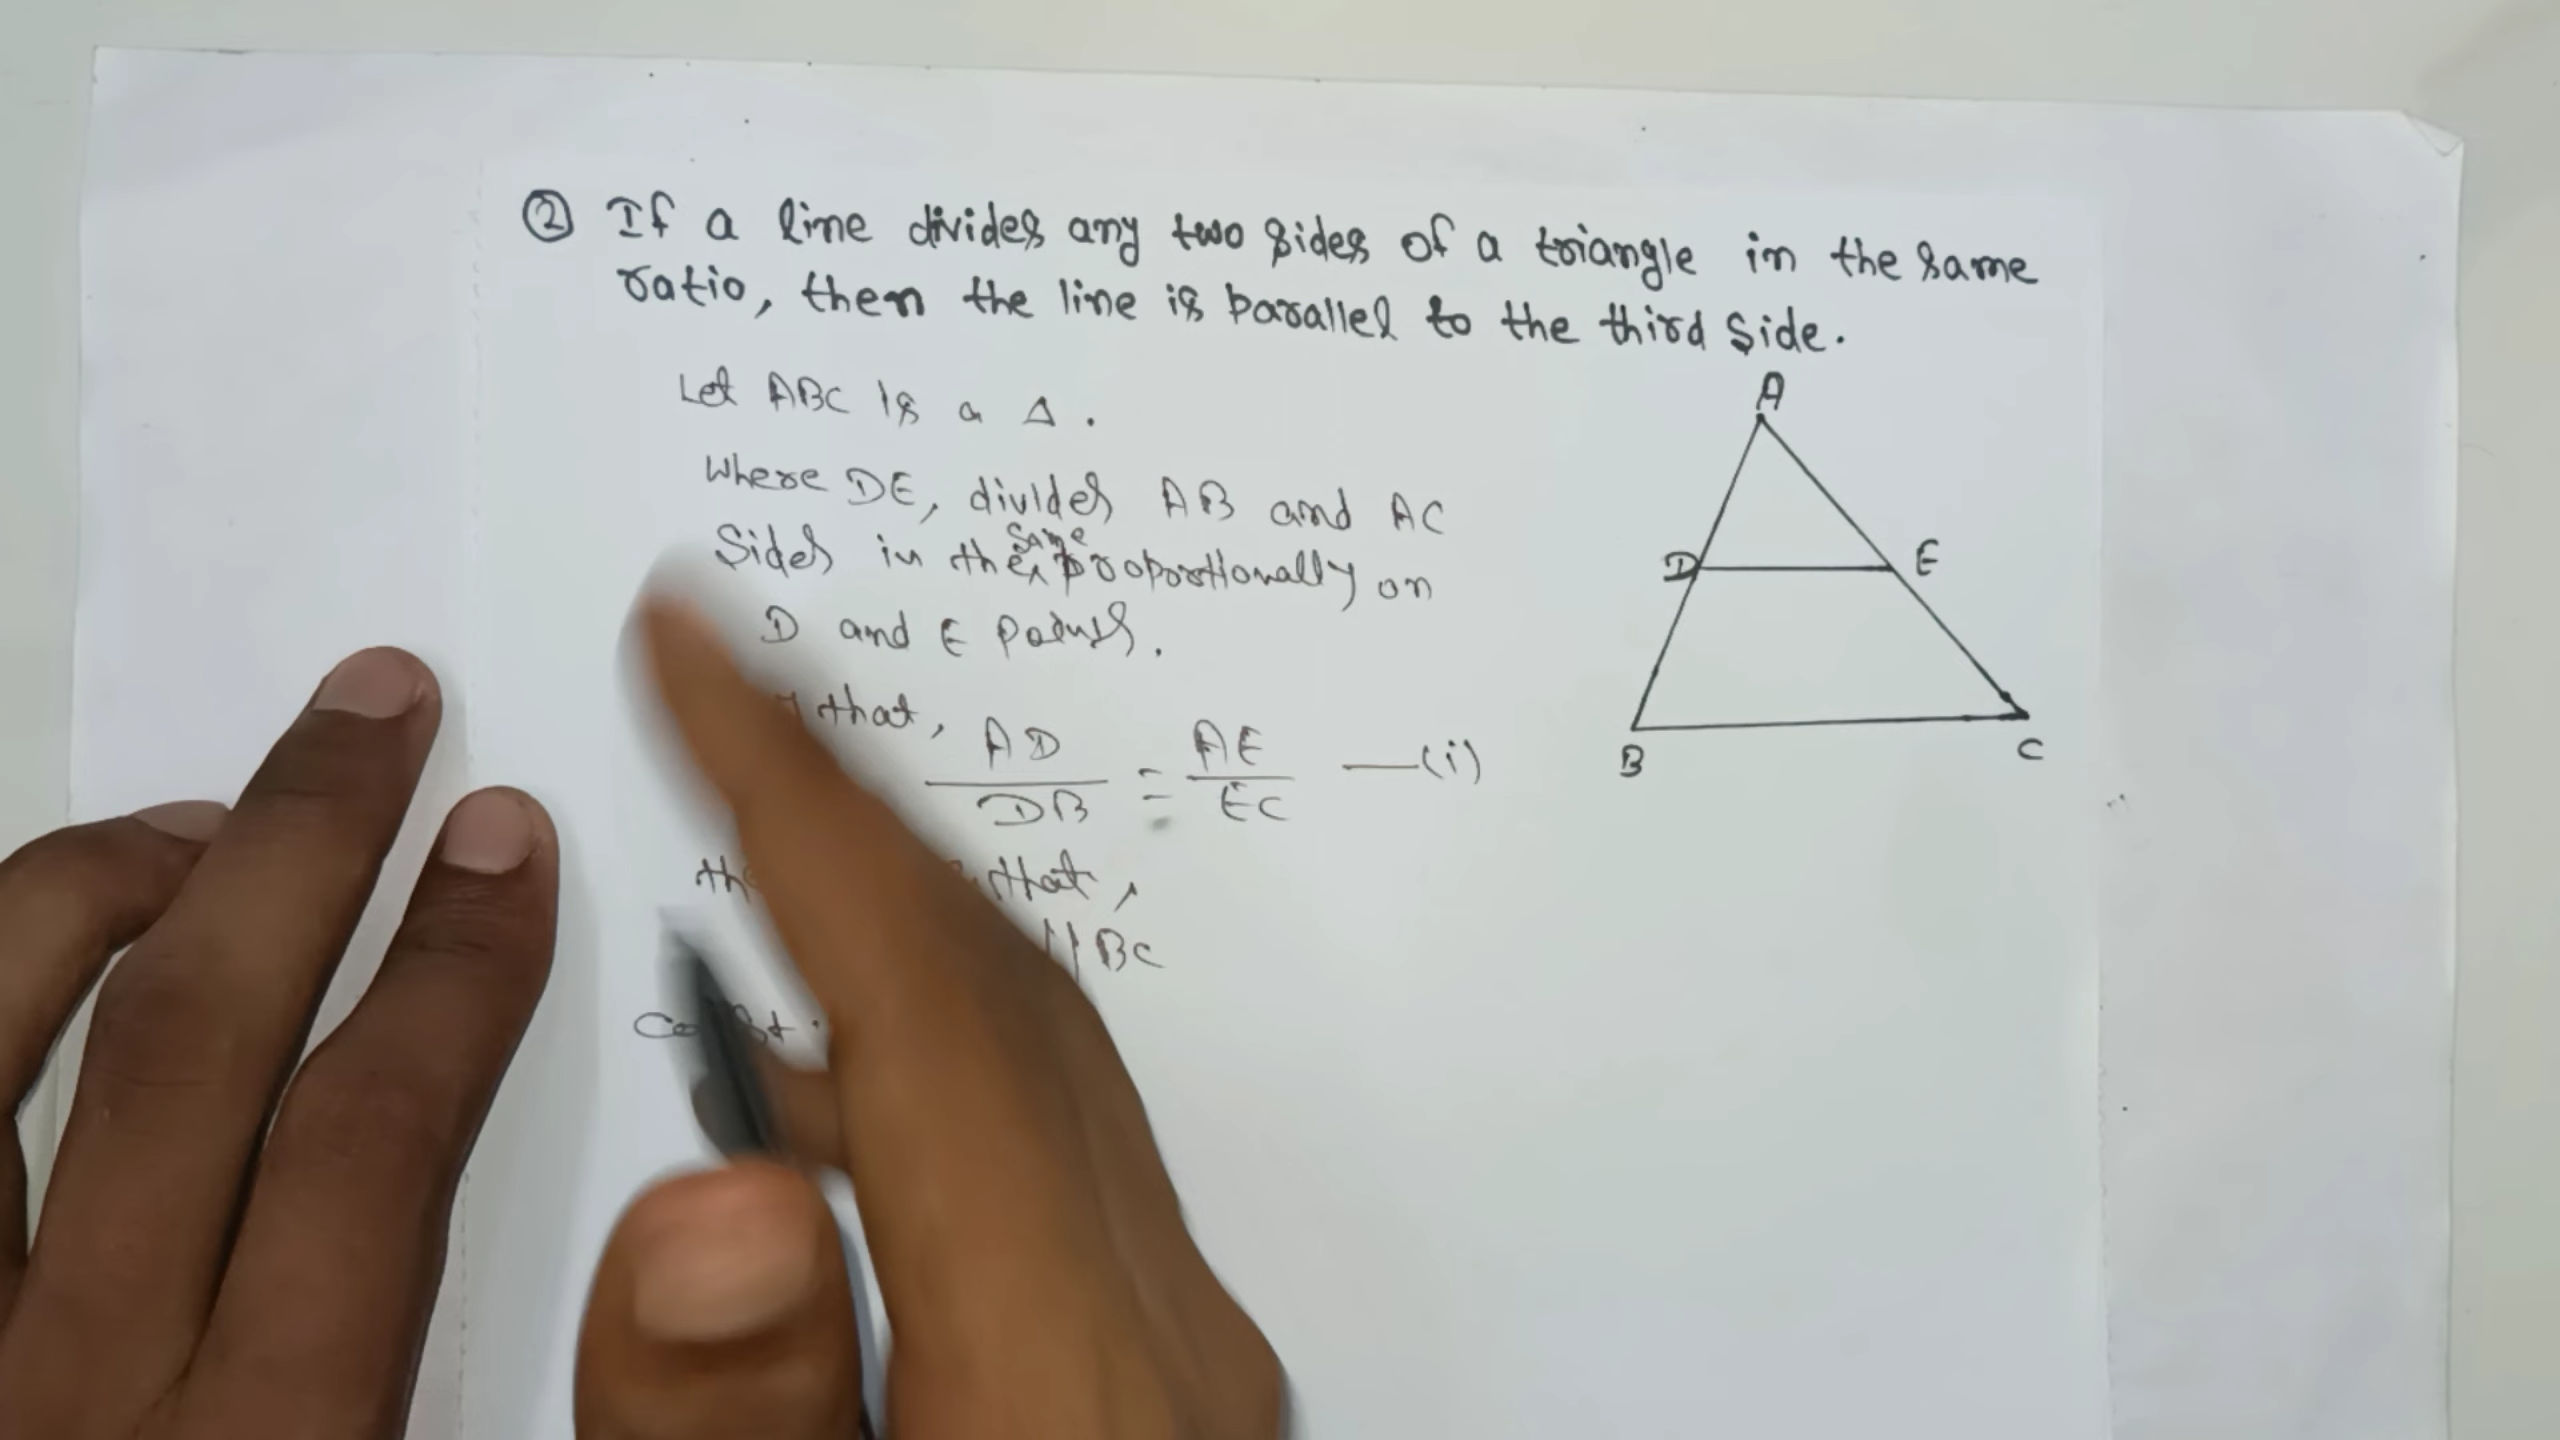 ② If a line divides any two sides of a triangle in the same
ratio, then the line is parallel to the third side.
Let ABC is a Δ.
Where DE, divides AB and AC
Sides in the same proportionally on
D and E points.
that,
AD/DB = AE/EC —(i)
that,
|| BC
Const.
A
D
E
B
C